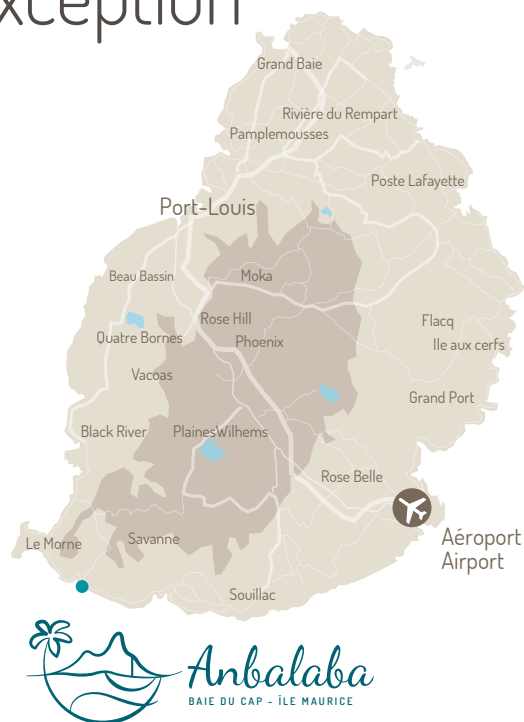 xception
Grand Baie
Rivière du Rempart
Pamplemousses
Poste Lafayette
Port-Louis
Beau Bassin
Moka
Rose Hill
Flacq
Quatre Bornes
Phoenix
Ile aux cerfs
Vacoas
Grand Port
Black River
PlainesWilhems
Rose Belle
Savanne
Le Morne
Aéroport
Airport
Souillac
Anbalaba
BAIE DU CAP - ÎLE MAURICE